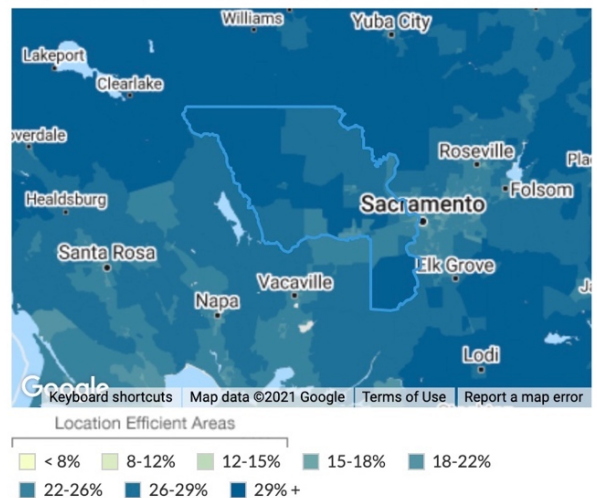 Williams
Yuba City
Lakeport
Clearlake
overdale
Roseville
Pla
Folsom
Healdsburg
Sacramento
Santa Rosa
Elk Grove
Vacaville
Napa
Ja
Lodi
Google
Keyboard shortcuts Map data ©2021 Google Terms of Use Report a map error
Location Efficient Areas
< 8% 8-12% 12-15% 15-18% 18-22%
22-26% 26-29% 29% +